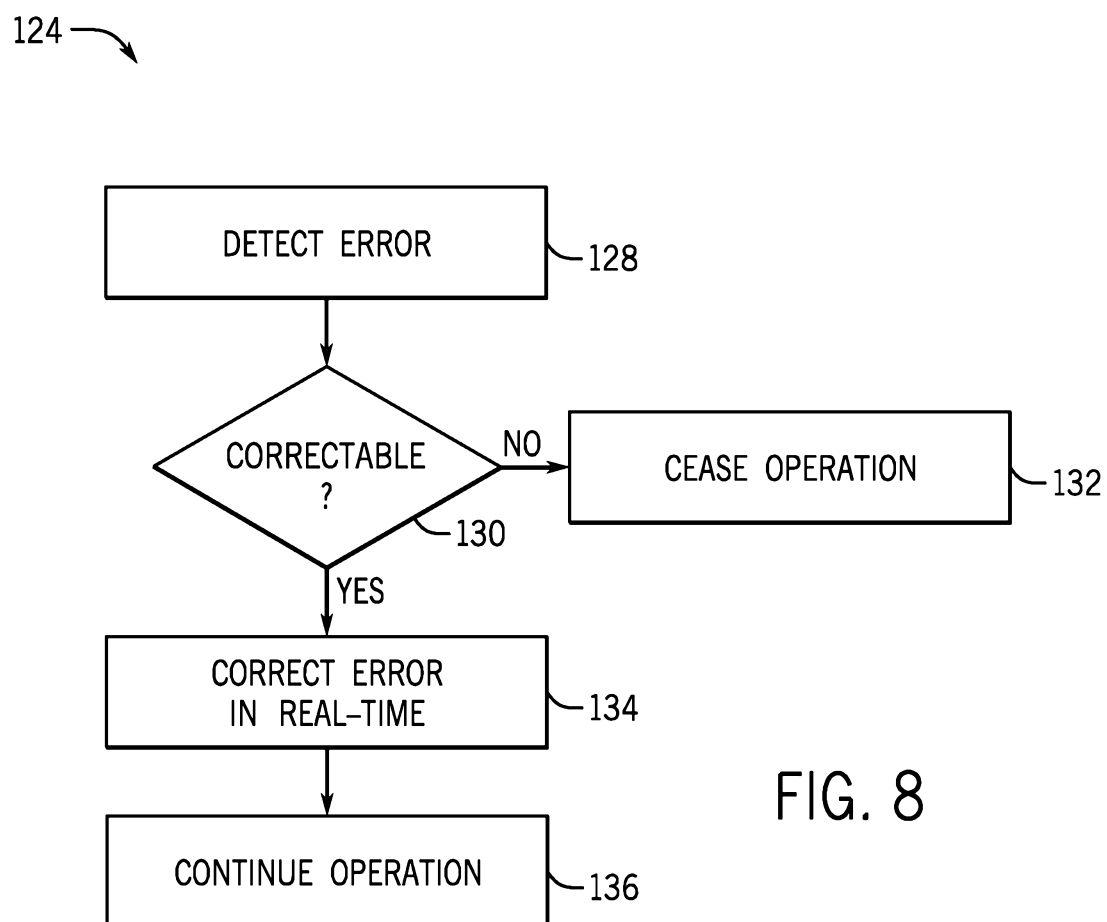 124
DETECT ERROR
128
CORRECTABLE
?
NO
130
CEASE OPERATION
132
YES
CORRECT ERROR
IN REAL-TIME
134
FIG. 8
CONTINUE OPERATION
136